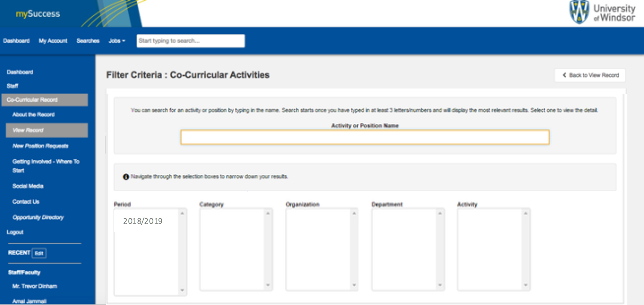 mySuccess
University
of Windsor
Dashboard My Account Searches Jobs Start typing to search...
Dashboard
Staff
Co-Curricular Record
About the Record
View Record
New Position Requests
Getting Involved - Where To
Start
Social Media
Contact Us
Opportunity Directory
Logout
RECENT Edit
Staff/Faculty
Mr. Trevor Dinham
Amal Jammali
Filter Criteria : Co-Curricular Activities
Back to View Record
You can search for an activity or position by typing in the name. Search starts once you have typed in at least 3 letters/numbers and will display the most relevant results. Select one to view the detail.
Activity or Position Name
Navigate through the selection boxes to narrow down your results.
Period Category Organization Department Activity
2018/2019